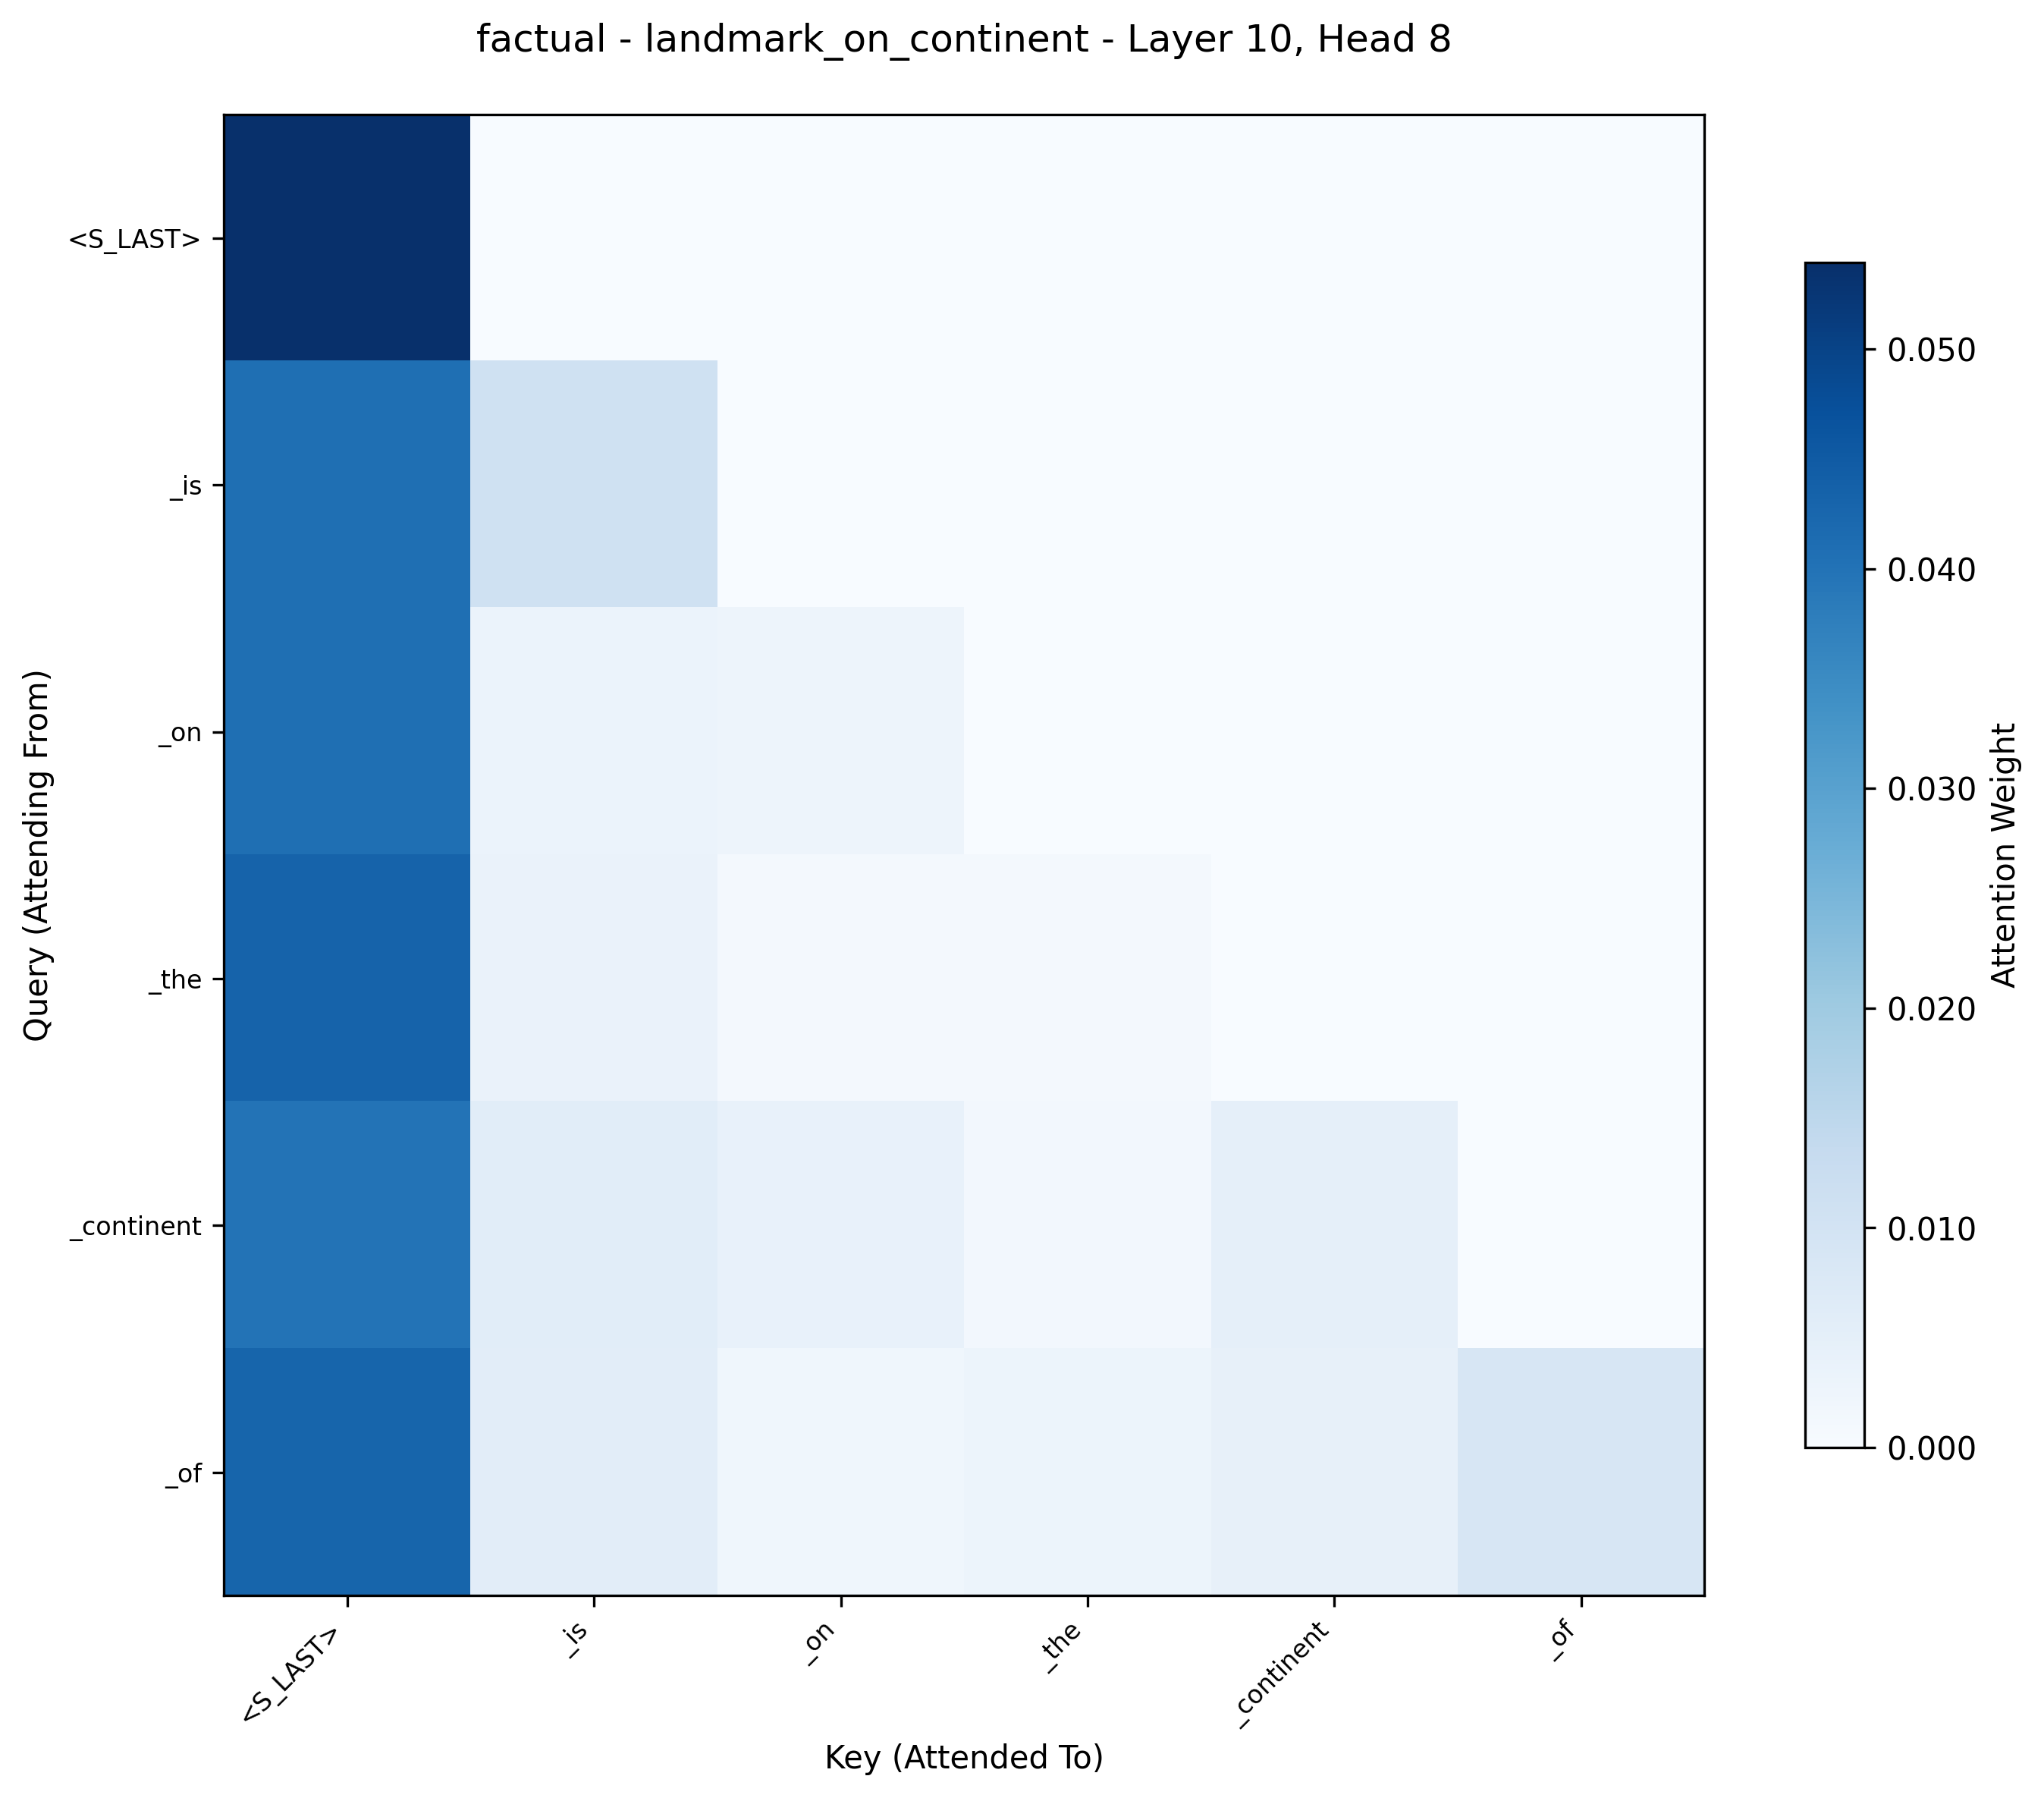 factual - landmark_on_continent - Layer 10, Head 8
Query (Attending From)
<S_LAST>
_is
_on
_the
_continent
_of
<S_LAST>
_is
_on
_the
_continent
_of
Key (Attended To)
0.050
0.040
0.030
0.020
0.010
0.000
Attention Weight